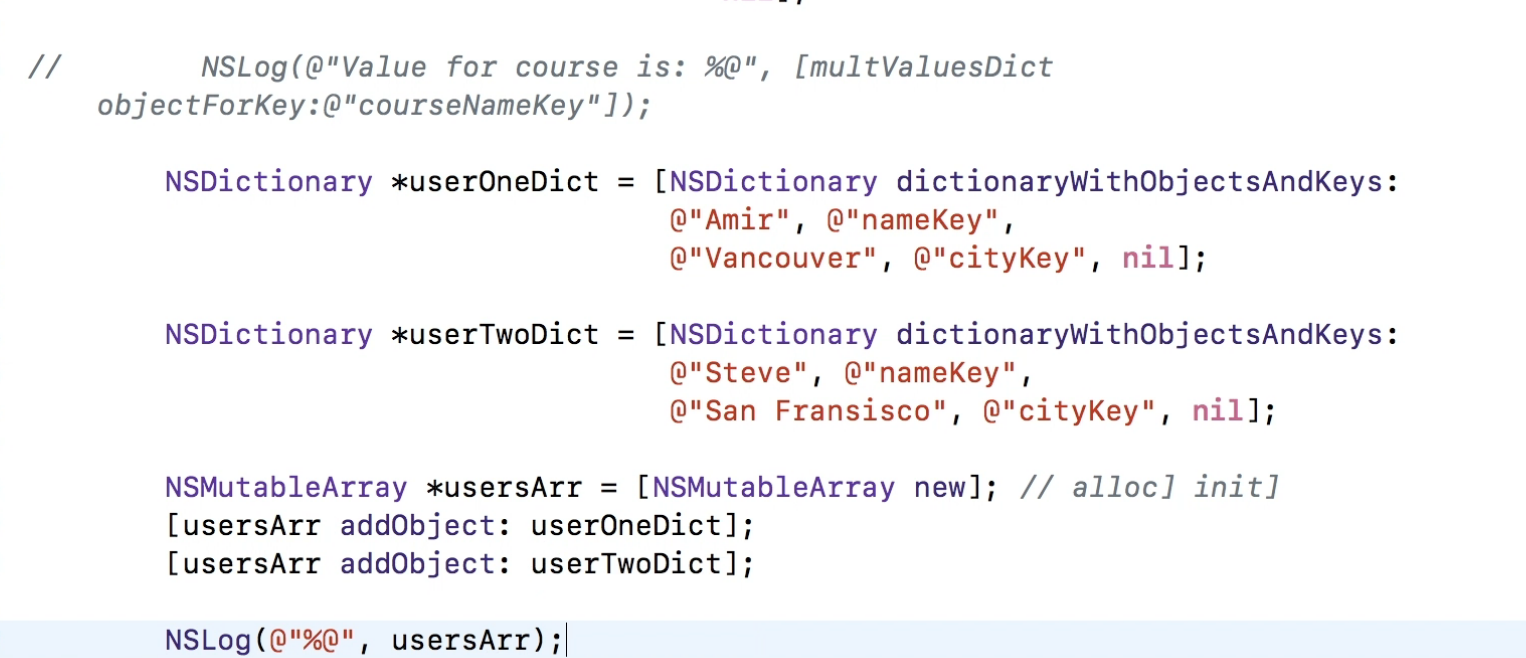 //        NSLog(@"Value for course is: %@", [multValuesDict
objectForKey:@"courseNameKey"]);
NSDictionary *userOneDict = [NSDictionary dictionaryWithObjectsAndKeys:
@"Amir", @"nameKey",
@"Vancouver", @"cityKey", nil];
NSDictionary *userTwoDict = [NSDictionary dictionaryWithObjectsAndKeys:
@"Steve", @"nameKey",
@"San Fransisco", @"cityKey", nil];
NSMutableArray *usersArr = [NSMutableArray new]; // alloc] init]
[usersArr addObject: userOneDict];
[usersArr addObject: userTwoDict];
NSLog(@"%@", usersArr);